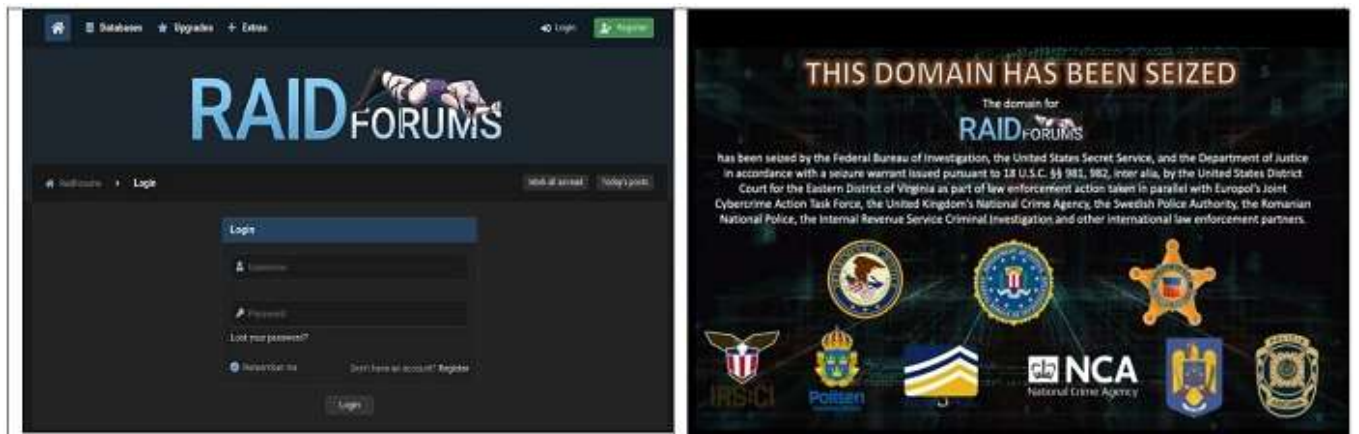 Databases Upgrades Extras Login Register
RAID FORUMS
RaidForums Login Mark all as read Today's posts
Login
Username
Password
Lost your password?
Remember me Don't have an account? Register
Login
THIS DOMAIN HAS BEEN SEIZED
The domain for
RAID FORUMS
has been seized by the Federal Bureau of Investigation, the United States Secret Service, and the Department of Justice
in accordance with a seizure warrant issued pursuant to 18 U.S.C. §§ 981, 982, inter alia, by the United States District
Court for the Eastern District of Virginia as part of law enforcement action taken in parallel with Europol's Joint
Cybercrime Action Task Force, the United Kingdom's National Crime Agency, the Swedish Police Authority, the Romanian
National Police, the Internal Revenue Service Criminal Investigation and other international law enforcement partners.
IRS:CI
Polisen
NCA
National Crime Agency